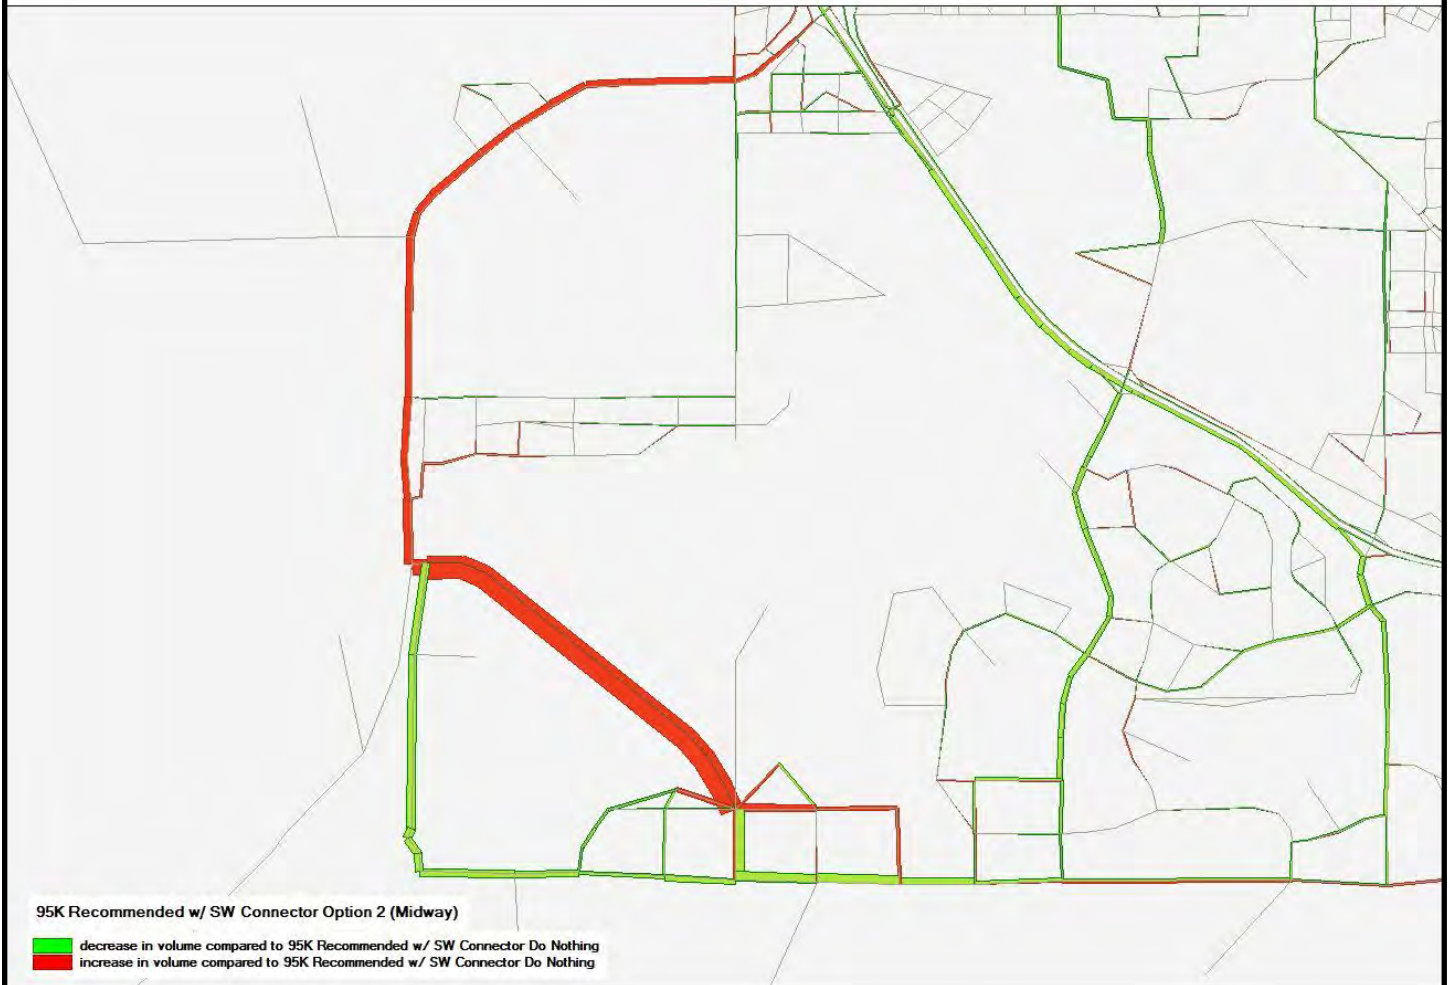 95K Recommended w/ SW Connector Option 2 (Midway)
decrease in volume compared to 95K Recommended w/ SW Connector Do Nothing
increase in volume compared to 95K Recommended w/ SW Connector Do Nothing